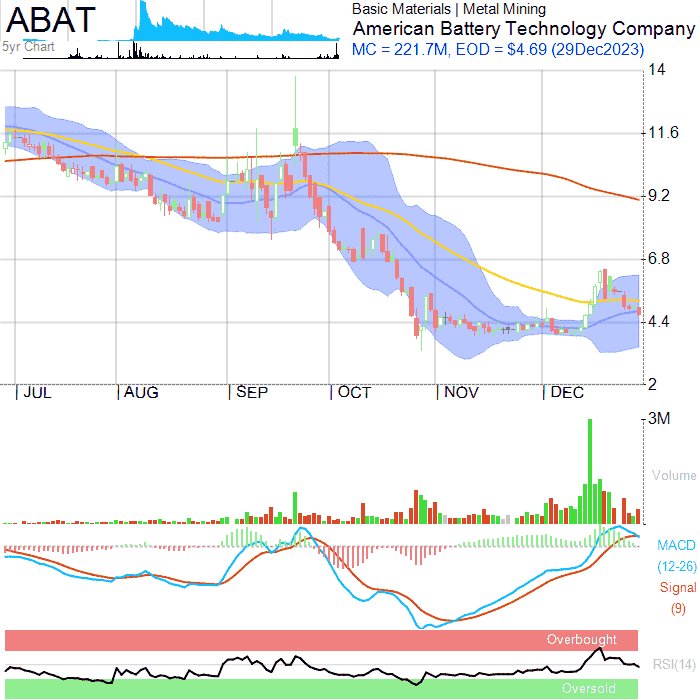 ABAT
Basic Materials | Metal Mining
American Battery Technology Company
5yr Chart
MC = 221.7M, EOD = $4.69 (29Dec2023)
14
11.6
9.2
6.8
4.4
2
JUL AUG SEP OCT NOV DEC
3M
Volume
MACD
(12-26)
Signal
(9)
Overbought
RSI(14)
Oversold